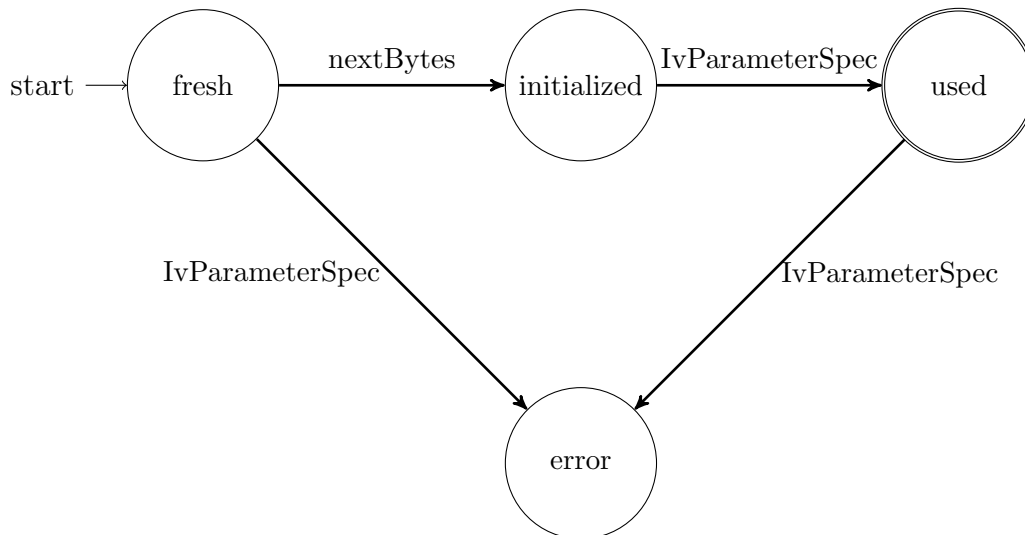 nextBytes
IvParameterSpec
start
fresh
initialized
used
IvParameterSpec
IvParameterSpec
error